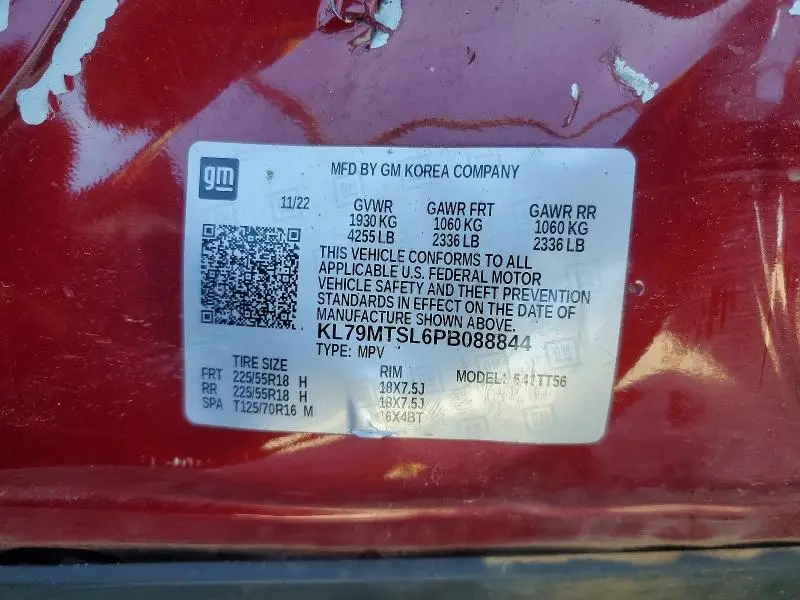 gm
MFD BY GM KOREA COMPANY
11/22
GVWR GAWR FRT GAWR RR
1930 KG 1060 KG 1060 KG
4255 LB 2336 LB 2336 LB
THIS VEHICLE CONFORMS TO ALL
APPLICABLE U.S. FEDERAL MOTOR
VEHICLE SAFETY AND THEFT PREVENTION
STANDARDS IN EFFECT ON THE DATE OF
MANUFACTURE SHOWN ABOVE.
KL79MTSL6PB088844
TYPE: MPV
TIRE SIZE RIM MODEL:
FRT 225/55R18 H 18X7.5J
RR 225/55R18 H 18X7.5J
SPA T125/70R16 M 16X4BT